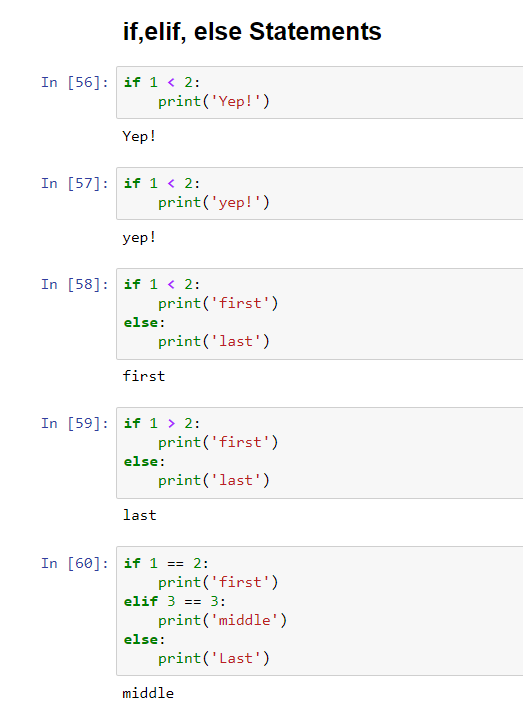 if,elif, else Statements
In [56]: if 1 < 2:
    print('Yep!')
Yep!
In [57]: if 1 < 2:
    print('yep!')
yep!
In [58]: if 1 < 2:
    print('first')
else:
    print('last')
first
In [59]: if 1 > 2:
    print('first')
else:
    print('last')
last
In [60]: if 1 == 2:
    print('first')
elif 3 == 3:
    print('middle')
else:
    print('Last')
middle